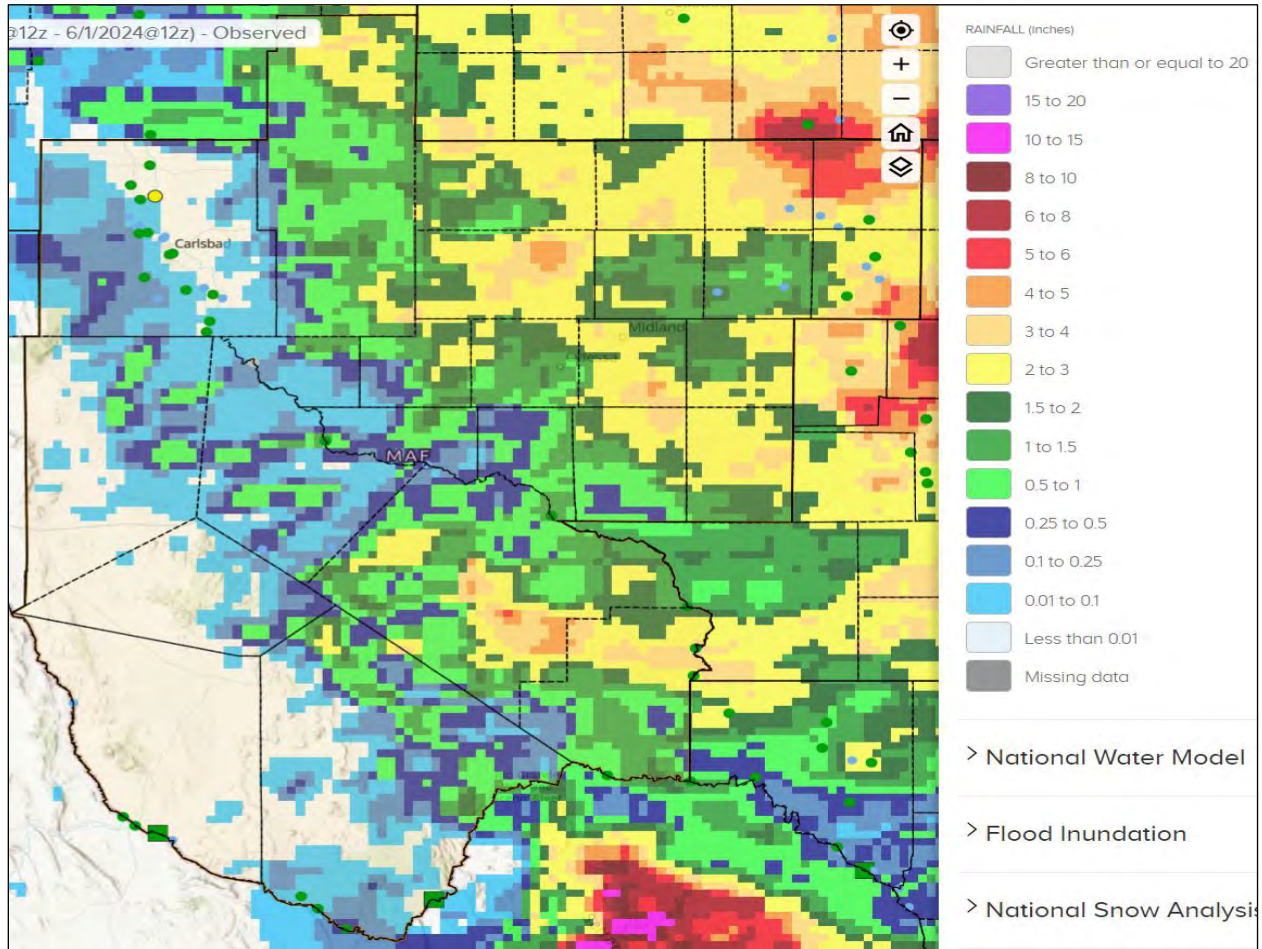 @12z - 6/1/2024@12z) - Observed
RAINFALL (inches)
Greater than or equal to 20
15 to 20
10 to 15
8 to 10
6 to 8
5 to 6
4 to 5
3 to 4
2 to 3
1.5 to 2
1 to 1.5
0.5 to 1
0.25 to 0.5
0.1 to 0.25
0.01 to 0.1
Less than 0.01
Missing data
> National Water Model
> Flood Inundation
> National Snow Analysis
Carlsbad
Midland
Odessa
MAF